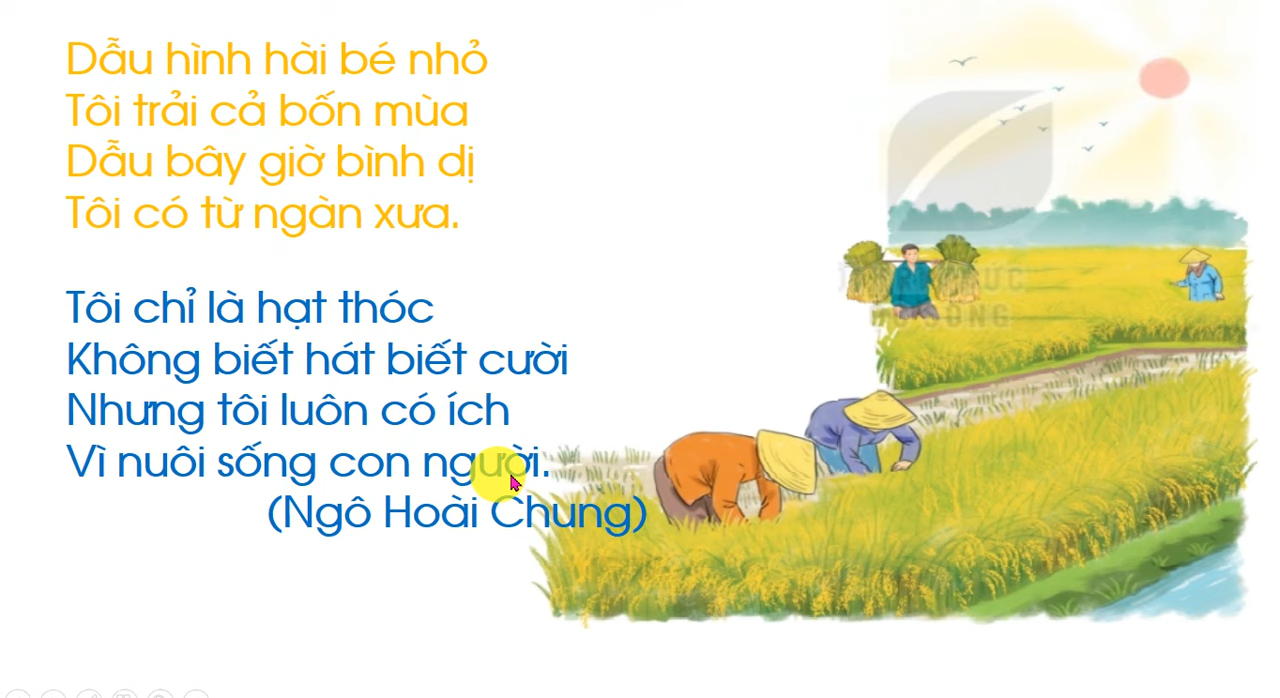 Dẫu hình hài bé nhỏ
Tôi trải cả bốn mùa
Dẫu bây giờ bình dị
Tôi có từ ngàn xưa.
Tôi chỉ là hạt thóc
Không biết hát biết cười
Nhưng tôi luôn có ích
Vì nuôi sống con người.
(Ngô Hoài Chung)